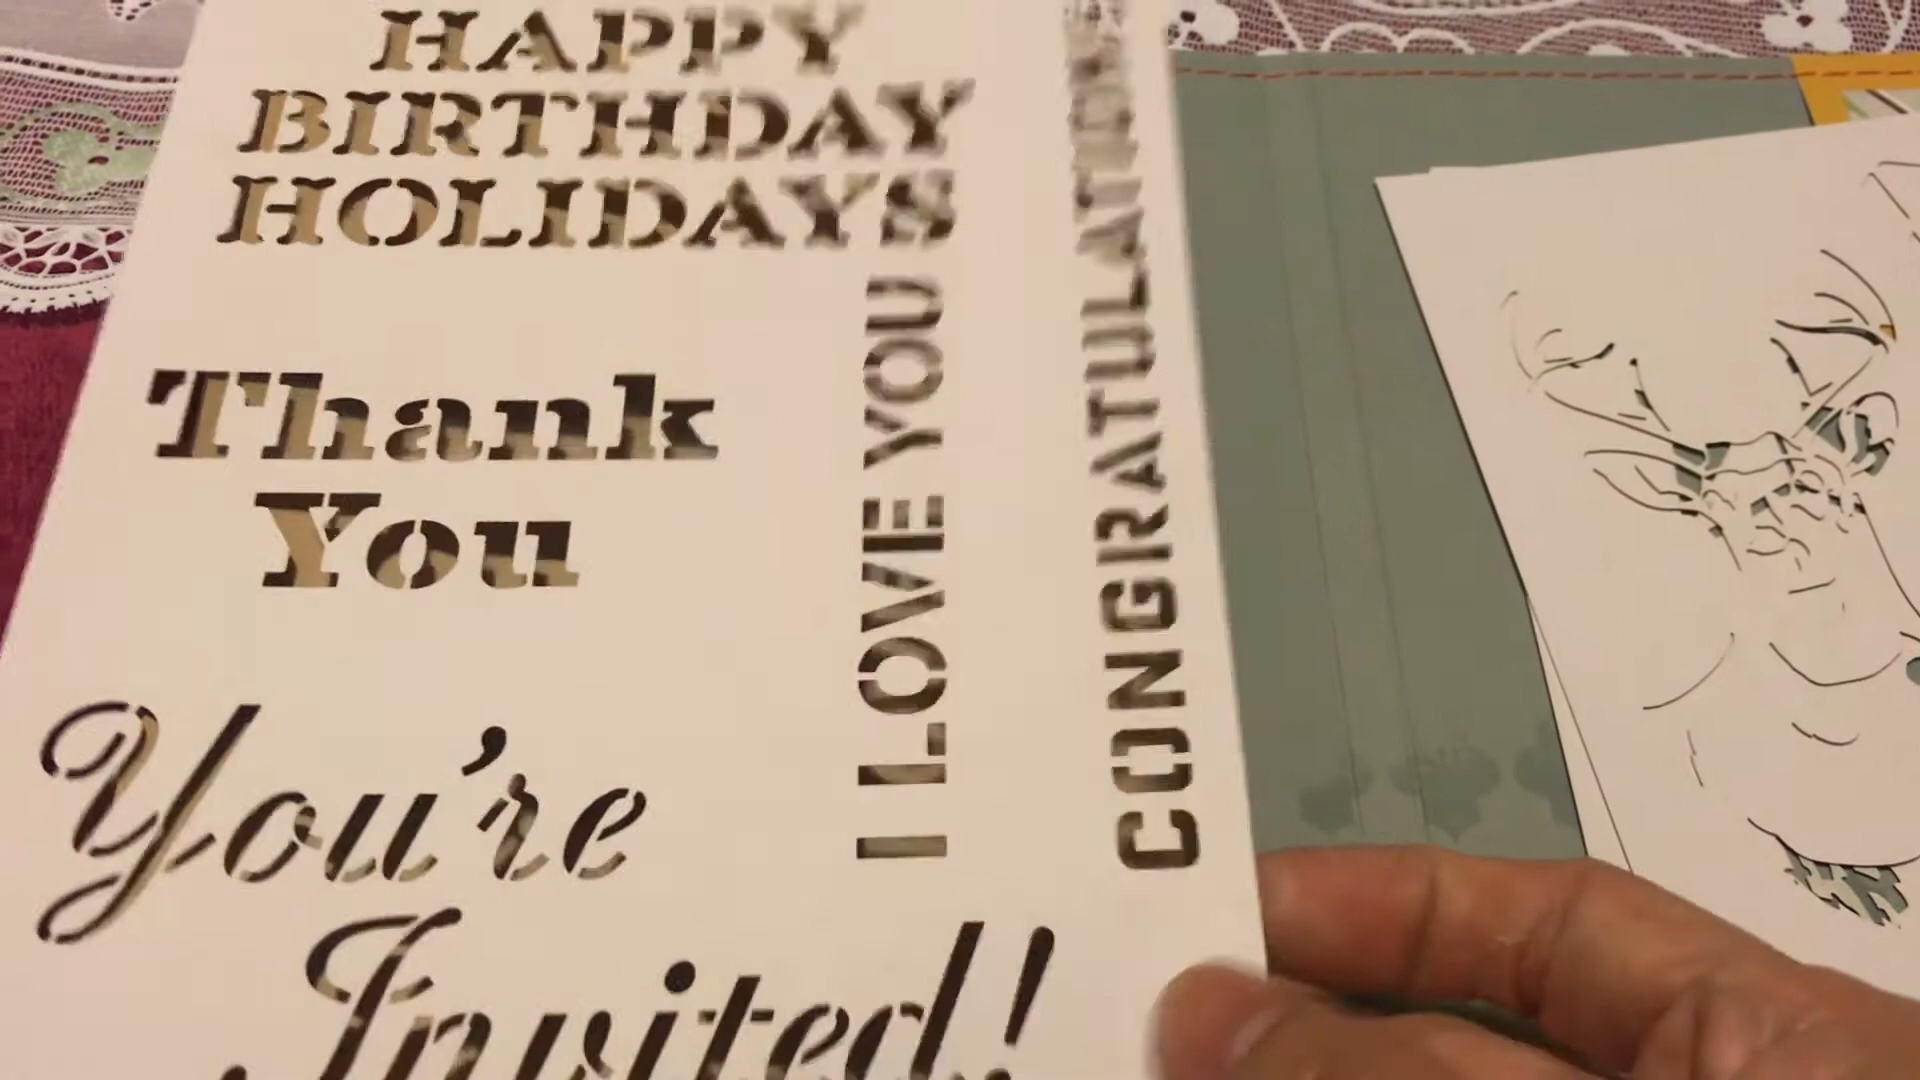 HAPPY
BIRTHDAY
HOLIDAYS
Thank
You
You're
Invited!
I LOVE YOU
CONGRATULATIONS